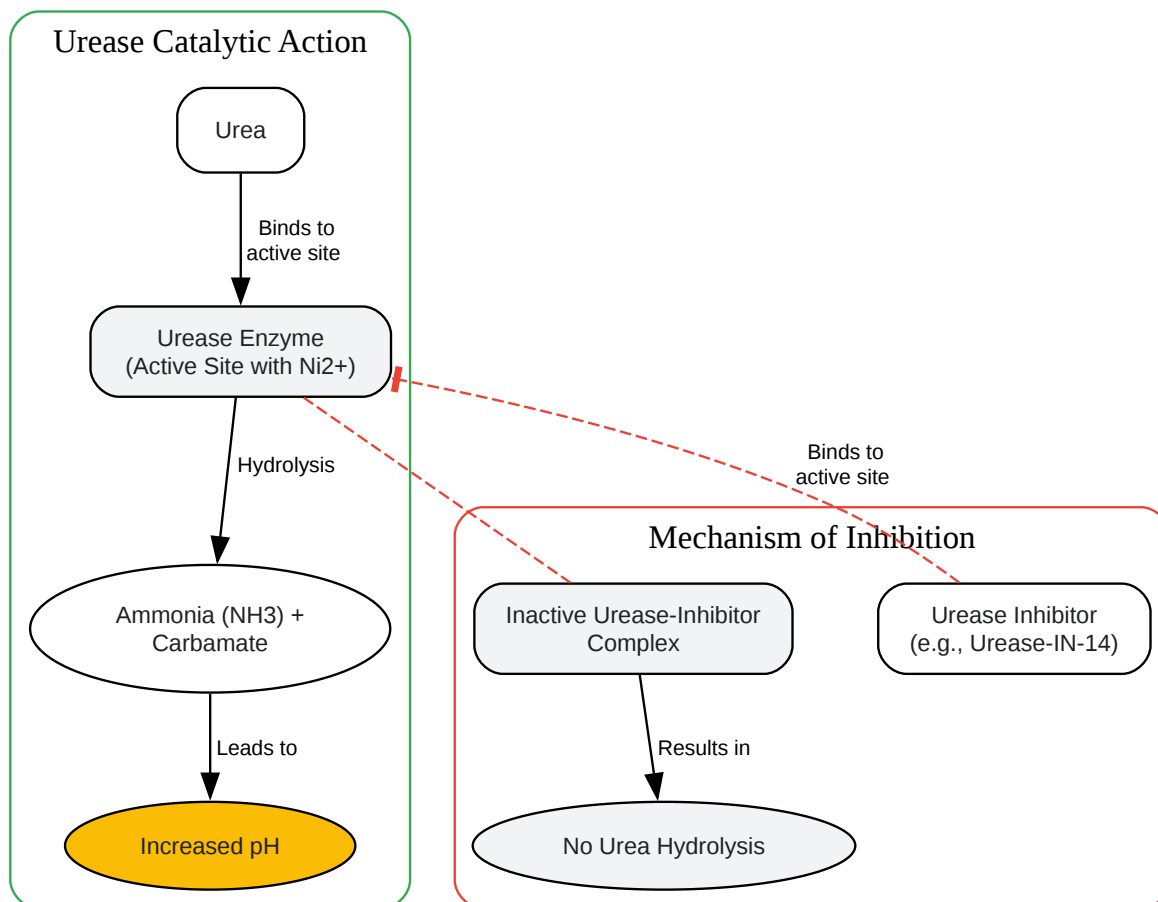 Urease Catalytic Action
Urea
Binds to
active site
Urease Enzyme
(Active Site with Ni2+)
Hydrolysis
Ammonia (NH3) +
Carbamate
Leads to
Increased pH
Binds to
active site
Mechanism of Inhibition
Inactive Urease-Inhibitor
Complex
Urease Inhibitor
(e.g., Urease-IN-14)
Results in
No Urea Hydrolysis